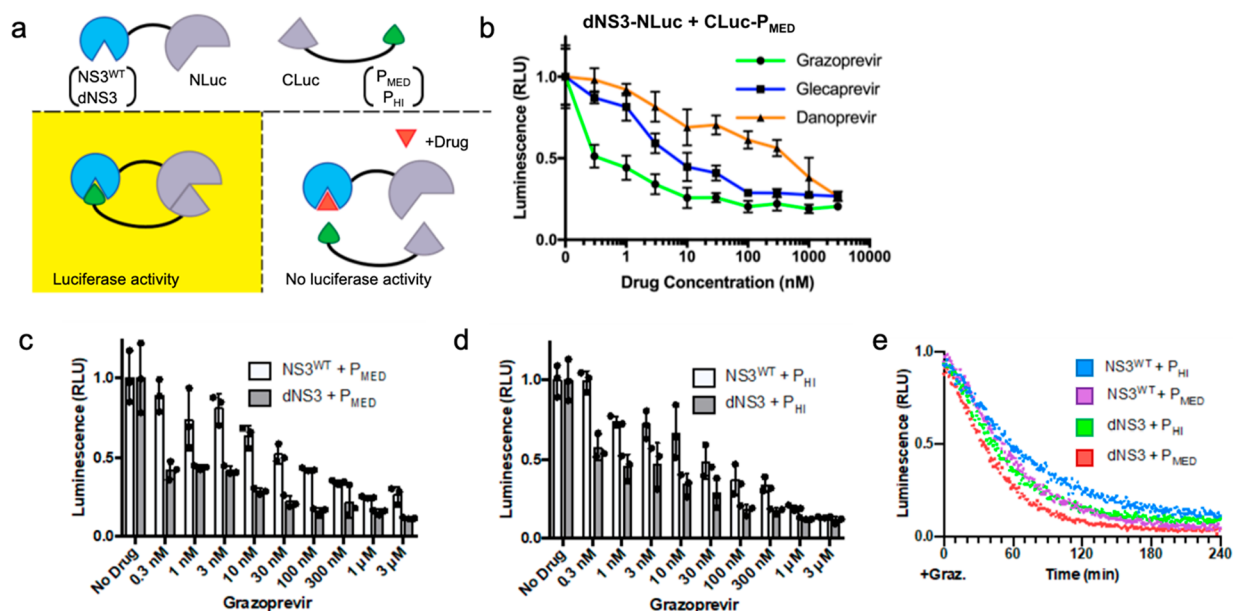 a
NS3WT
dNS3
NLuc
CLuc
PMED
PHI
+Drug
Luciferase activity
No luciferase activity
b
dNS3-NLuc + CLuc-PMED
Luminescence (RLU)
1.0
0.5
0.0
Grazoprevir
Glecaprevir
Danoprevir
0
1
10
100
1000
10000
Drug Concentration (nM)
c
Luminescence (RLU)
1.0
0.5
0.0
NS3WT + PMED
dNS3 + PMED
No Drug
0.3 nM
1 nM
3 nM
10 nM
30 nM
100 nM
300 nM
1 µM
3 µM
Grazoprevir
d
Luminescence (RLU)
1.0
0.5
0.0
NS3WT + PHI
dNS3 + PHI
No Drug
0.3 nM
1 nM
3 nM
10 nM
30 nM
100 nM
300 nM
1 µM
3 µM
Grazoprevir
e
Luminescence (RLU)
1.0
0.5
0.0
NS3WT + PHI
NS3WT + PMED
dNS3 + PHI
dNS3 + PMED
0
60
120
180
240
+Graz.
Time (min)